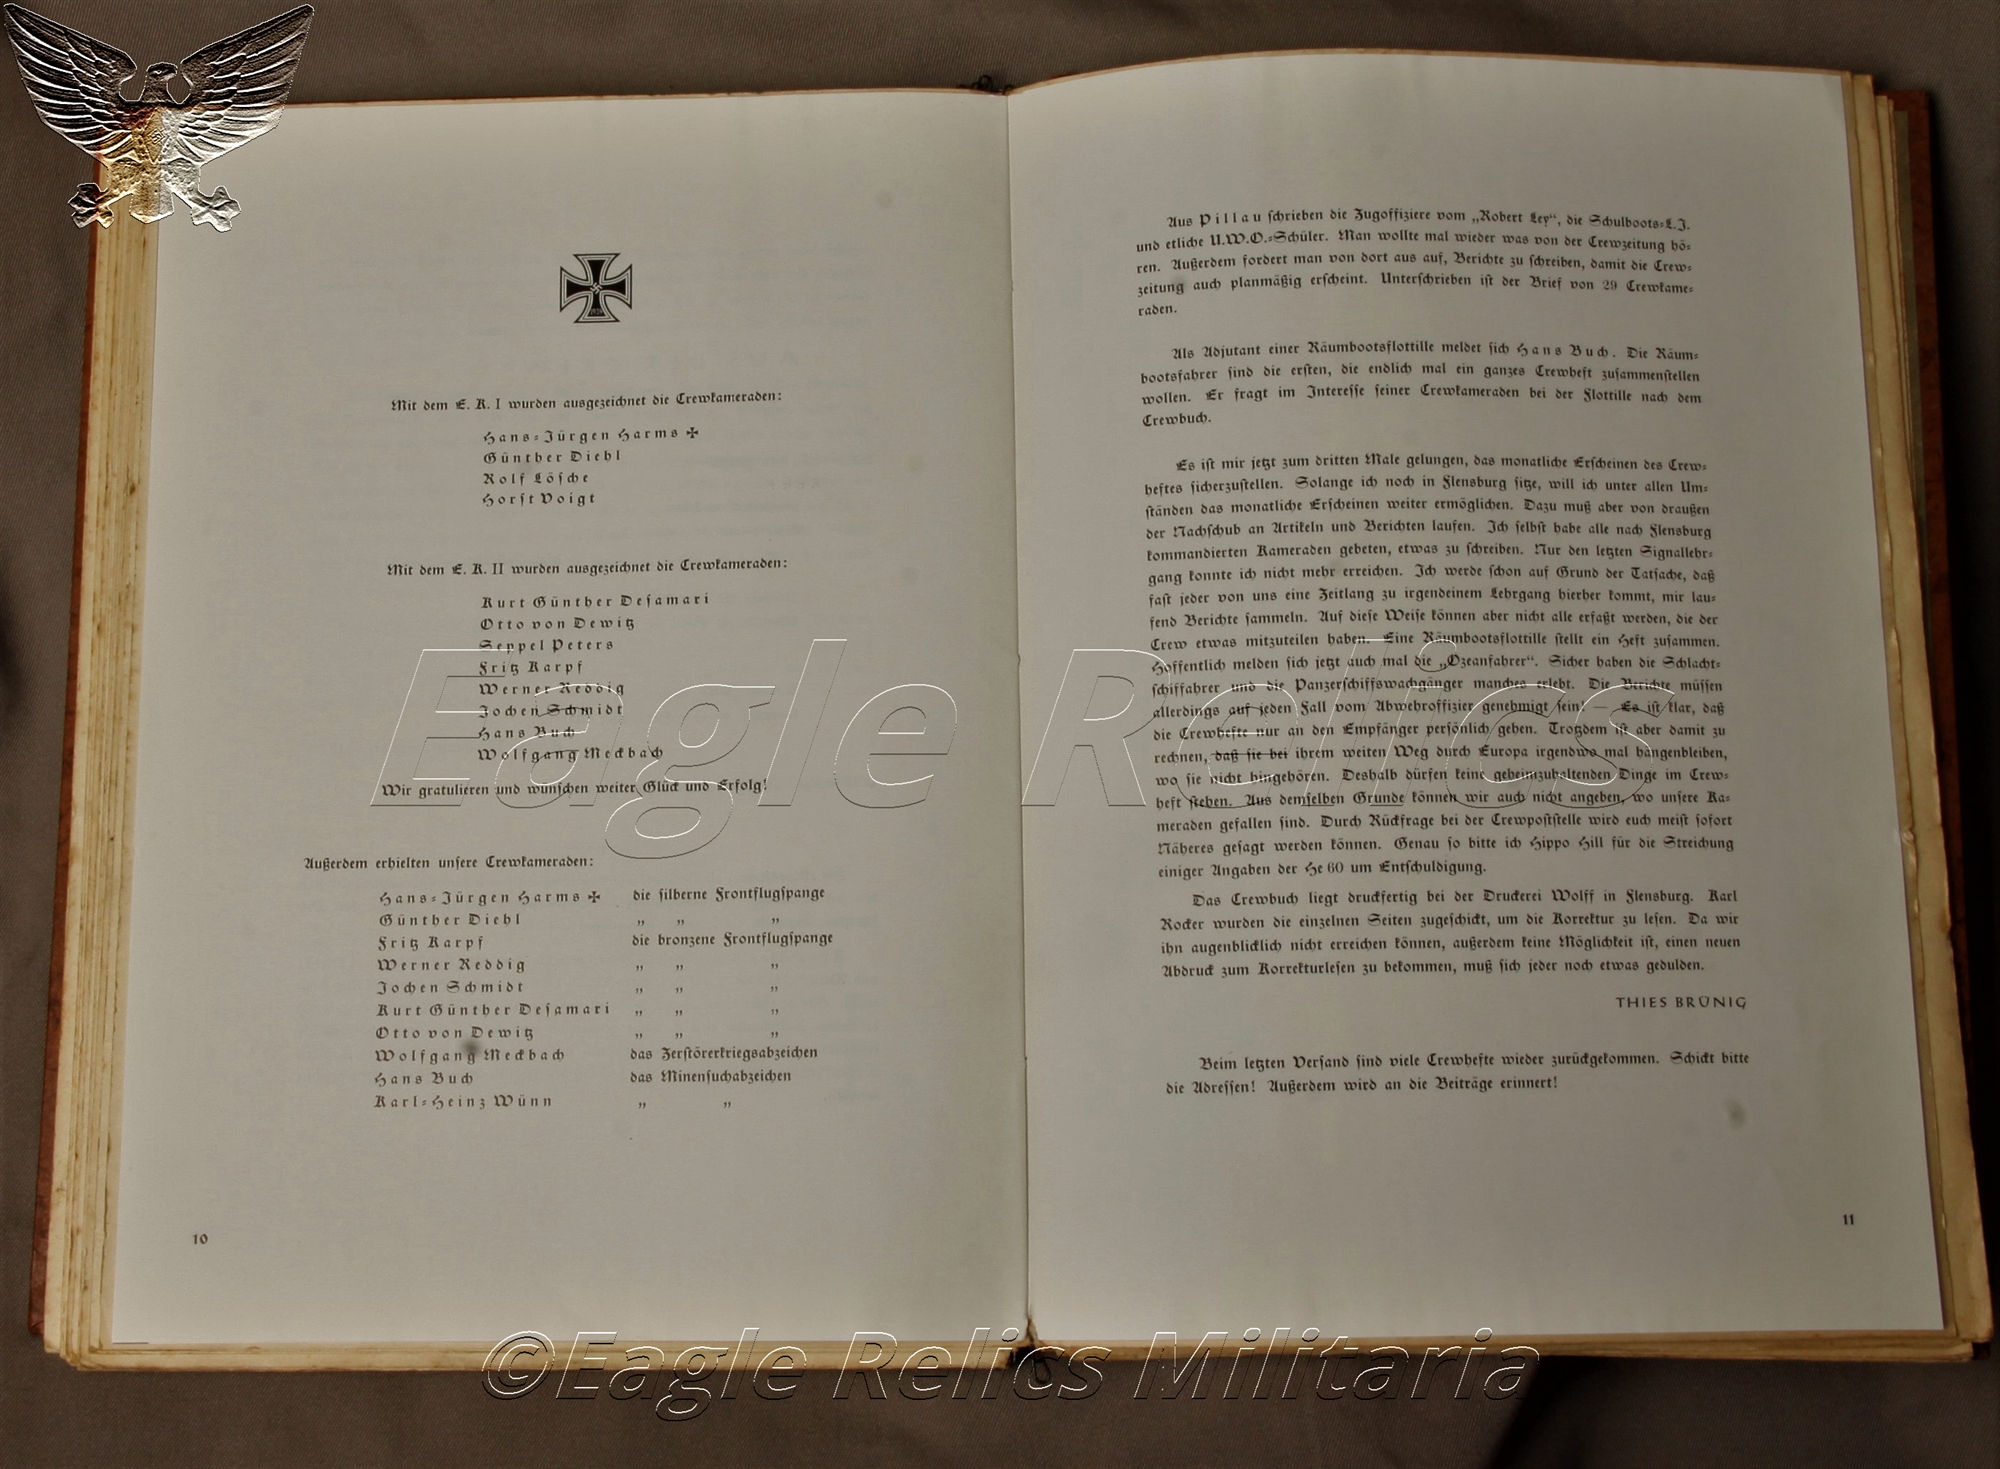 Mit dem E. K. I wurden ausgezeichnet die Crewkameraden:
Hans-Jürgen Harms ✠
Günther Diehl
Rolf Lösche
Horst Voigt
Mit dem E. K. II wurden ausgezeichnet die Crewkameraden:
Kurt Günther Desamari
Otto von Dewitz
Seppel Peters
Fritz Karpf
Werner Reddig
Jochen Schmidt
Hans Buch
Wolfgang Meckbach
Wir gratulieren und wünschen weiter Glück und Erfolg!
Außerdem erhielten unsere Crewkameraden:
Hans-Jürgen Harms ✠ die silberne Frontflugspange
Günther Diehl „ „ „
Fritz Karpf die bronzene Frontflugspange
Werner Reddig „ „ „
Jochen Schmidt „ „ „
Kurt Günther Desamari „ „ „
Otto von Dewitz „ „ „
Wolfgang Meckbach das Zerstörerkriegsabzeichen
Hans Buch das Minensuchabzeichen
Karl-Heinz Wünn „ „
10
Aus Pillau schrieben die Zugoffiziere vom „Robert Ley“, die Schulboots-L.I.
und etliche U.W.O.-Schüler. Man wollte mal wieder was von der Crewzeitung hö-
ren. Außerdem fordert man von dort aus auf, Berichte zu schreiben, damit die Crew-
zeitung auch planmäßig erscheint. Unterschrieben ist der Brief von 29 Crewkame-
raden.
Als Adjutant einer Räumbootsflottille meldet sich Hans Buch. Die Räum-
bootsfahrer sind die ersten, die endlich mal ein ganzes Crewheft zusammenstellen
wollen. Er fragt im Interesse seiner Crewkameraden bei der Flottille nach dem
Crewbuch.
Es ist mir jetzt zum dritten Male gelungen, das monatliche Erscheinen des Crew-
heftes sicherzustellen. Solange ich noch in Flensburg sitze, will ich unter allen Um-
ständen das monatliche Erscheinen weiter ermöglichen. Dazu muß aber von draußen
der Nachschub an Artikeln und Berichten laufen. Ich selbst habe alle nach Flensburg
kommandierten Kameraden gebeten, etwas zu schreiben. Nur den letzten Signallehr-
gang konnte ich nicht mehr erreichen. Ich werde schon auf Grund der Tatsache, daß
fast jeder von uns eine Zeitlang zu irgendeinem Lehrgang hierher kommt, mir lau-
fend Berichte sammeln. Auf diese Weise können aber nicht alle erfaßt werden, die der
Crew etwas mitzuteilen haben. Eine Räumbootsflottille stellt ein Heft zusammen.
Hoffentlich melden sich jetzt auch mal die „Ozeanfahrer“. Sicher haben die Schlacht-
schiffahrer und die Panzerschiffswachgänger manches erlebt. Die Berichte müssen
allerdings auf jeden Fall vom Abwehroffizier genehmigt sein! — Es ist klar, daß
die Crewhefte nur an den Empfänger persönlich gehen. Trotzdem ist aber damit zu
rechnen, daß sie bei ihrem weiten Weg durch Europa irgendwo mal hängenbleiben,
wo sie nicht hingehören. Deshalb dürfen keine geheimzuhaltenden Dinge im Crew-
heft stehen. Aus demselben Grunde können wir auch nicht angeben, wo unsere Ka-
meraden gefallen sind. Durch Rückfrage bei der Crewpoststelle wird euch meist sofort
Näheres gesagt werden können. Genau so bitte ich Hippo Hill für die Streichung
einiger Angaben der He 60 um Entschuldigung.
Das Crewbuch liegt druckfertig bei der Druckerei Wolff in Flensburg. Karl
Rocker wurden die einzelnen Seiten zugeschickt, um die Korrektur zu lesen. Da wir
ihn augenblicklich nicht erreichen können, außerdem keine Möglichkeit ist, einen neuen
Abdruck zum Korrekturlesen zu bekommen, muß sich jeder noch etwas gedulden.
THIES BRÜNIG
Beim letzten Versand sind viele Crewhefte wieder zurückgekommen. Schickt bitte
die Adressen! Außerdem wird an die Beiträge erinnert!
11
Eagle Relics
©Eagle Relics Militaria